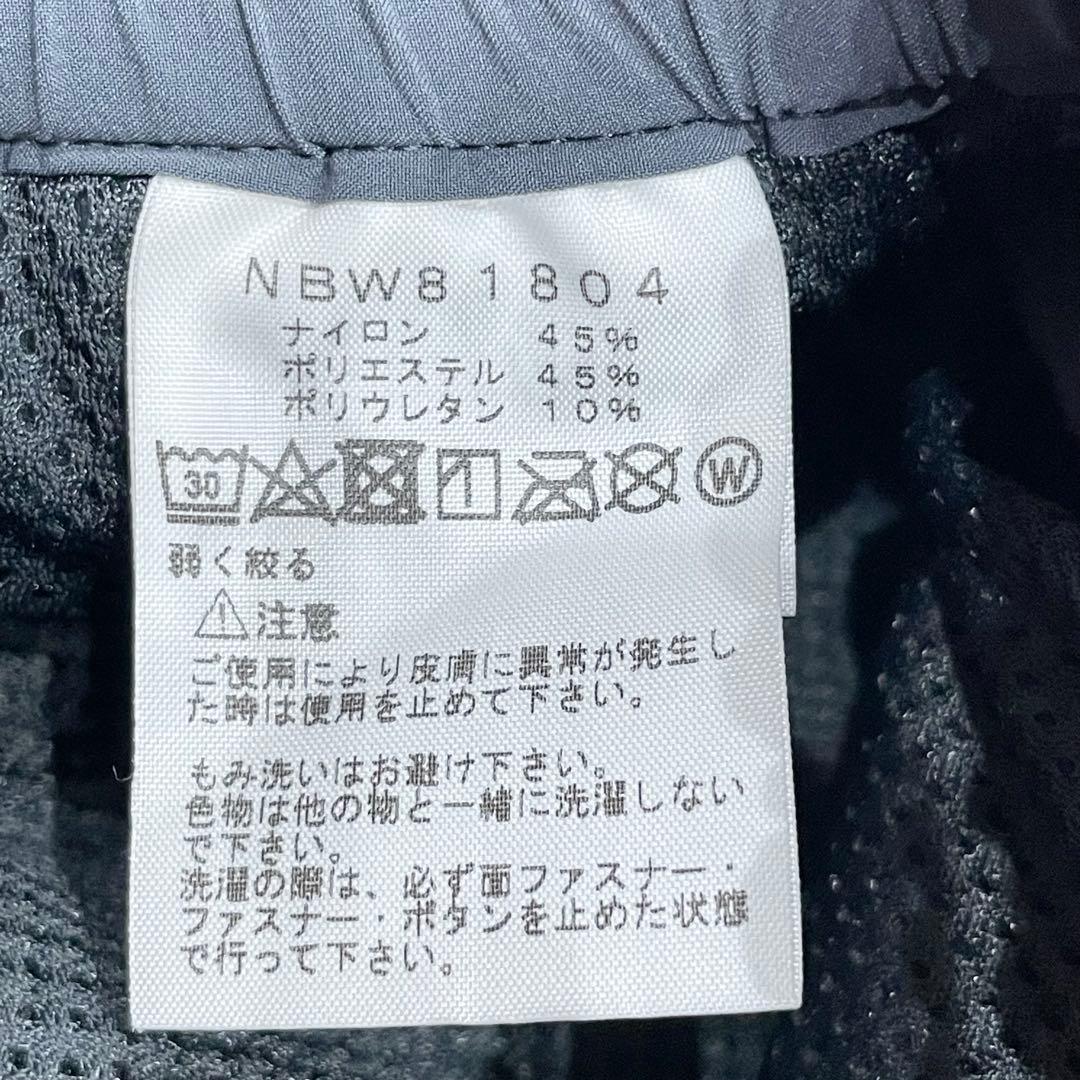 NBW81804
ナイロン 45%
ポリエステル 45%
ポリウレタン 10%
30 W
弱く絞る
注意
ご使用により皮膚に異常が発生し
た時は使用を止めて下さい。
もみ洗いはお避け下さい。
色物は他の物と一緒に洗濯しない
で下さい。
洗濯の際は、必ず面ファスナー・
ファスナー・ボタンを止めた状態
で行って下さい。